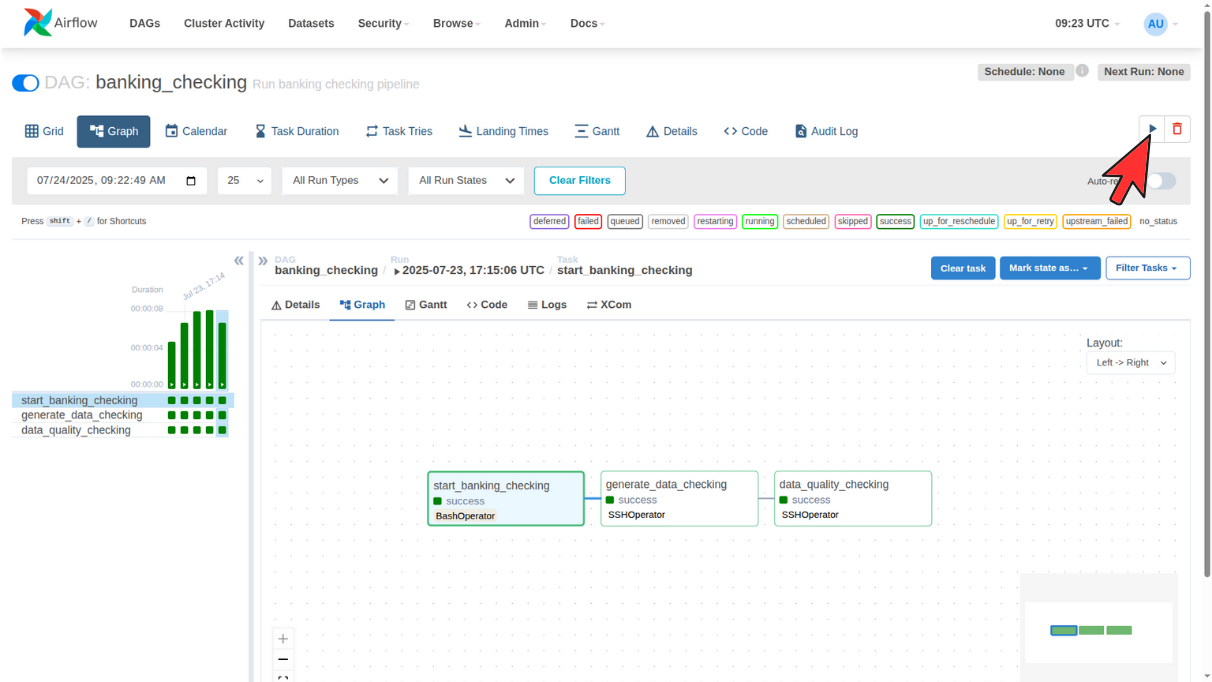 Airflow DAGs Cluster Activity Datasets Security Browse Admin Docs 09:23 UTC AU
DAG: banking_checking Run banking checking pipeline Schedule: None i Next Run: None
Grid Graph Calendar Task Duration Task Tries Landing Times Gantt Details <> Code Audit Log
07/24/2025, 09:22:49 AM 25 All Run Types All Run States Clear Filters Auto-re
Press shift + / for Shortcuts deferred failed queued removed restarting running scheduled skipped success up_for_reschedule up_for_retry upstream_failed no_status
DAG Run Task
banking_checking / 2025-07-23, 17:15:06 UTC / start_banking_checking Clear task Mark state as... Filter Tasks
Jul 23, 17:14
Duration
00:00:08
00:00:04
00:00:00
start_banking_checking
generate_data_checking
data_quality_checking
Details Graph Gantt <> Code Logs XCom
Layout:
Left -> Right
start_banking_checking
success
BashOperator
generate_data_checking
success
SSHOperator
data_quality_checking
success
SSHOperator